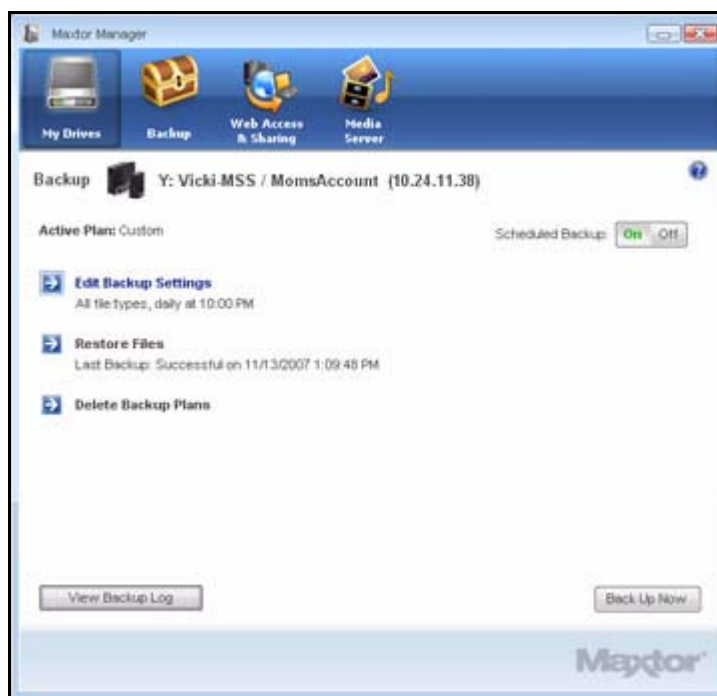 Maxtor Manager
My Drives
Backup
Web Access & Sharing
Media Server
Backup Y: Vicki-MSS / MomsAccount (10.24.11.38)
Active Plan: Custom
Scheduled Backup: On Off
Edit Backup Settings
All file types, daily at 10:00 PM
Restore Files
Last Backup: Successful on 11/13/2007 1:09:48 PM
Delete Backup Plans
View Backup Log
Back Up Now
Maxtor